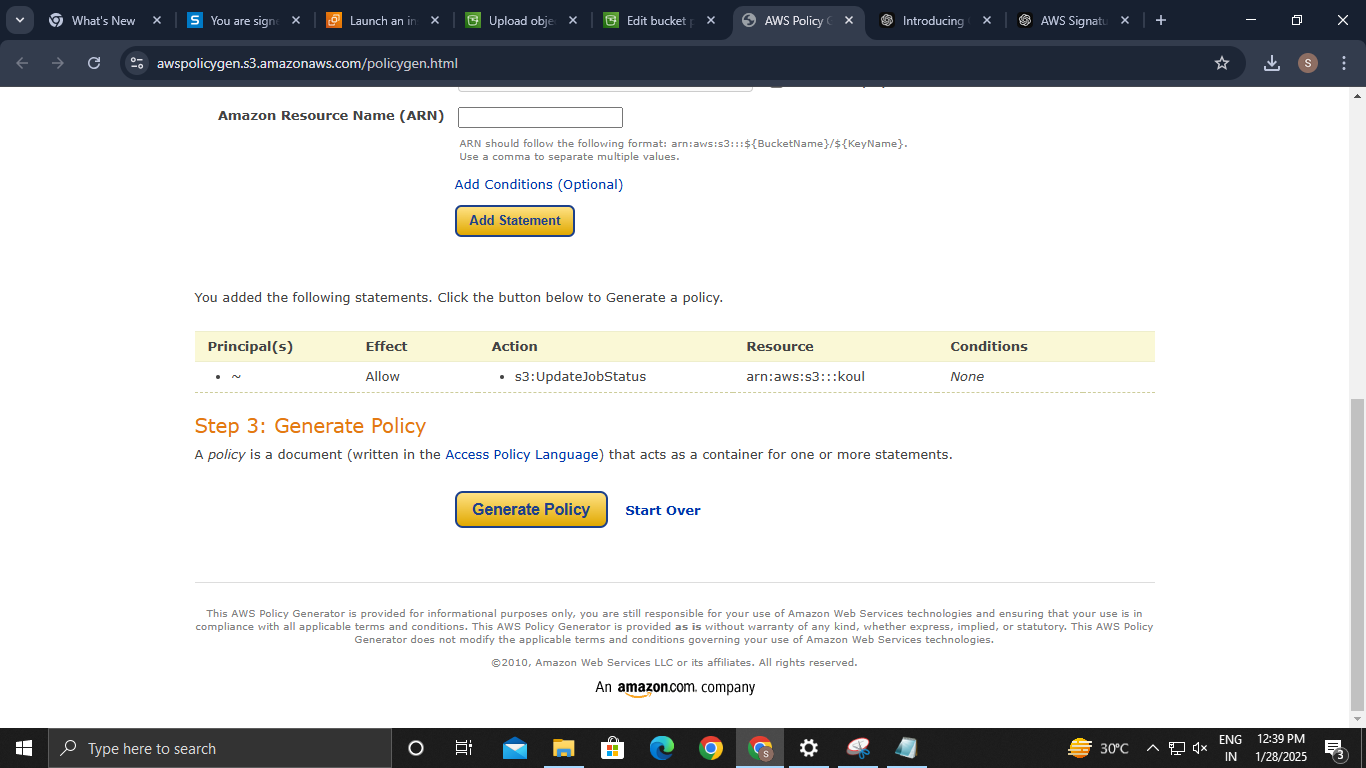 What's New
You are signe
Launch an in
Upload obje
Edit bucket p
AWS Policy G
Introducing
AWS Signatu
awspolicygen.s3.amazonaws.com/policygen.html
S
Amazon Resource Name (ARN)
ARN should follow the following format: arn:aws:s3:::${BucketName}/${KeyName}.
Use a comma to separate multiple values.
Add Conditions (Optional)
Add Statement
You added the following statements. Click the button below to Generate a policy.
Principal(s) Effect Action Resource Conditions
• ~ Allow • s3:UpdateJobStatus arn:aws:s3:::koul None
Step 3: Generate Policy
A policy is a document (written in the Access Policy Language) that acts as a container for one or more statements.
Generate Policy Start Over
This AWS Policy Generator is provided for informational purposes only, you are still responsible for your use of Amazon Web Services technologies and ensuring that your use is in
compliance with all applicable terms and conditions. This AWS Policy Generator is provided as is without warranty of any kind, whether express, implied, or statutory. This AWS Policy
Generator does not modify the applicable terms and conditions governing your use of Amazon Web Services technologies.
©2010, Amazon Web Services LLC or its affiliates. All rights reserved.
An amazon.com. company
Type here to search
30°C
ENG
IN
12:39 PM
1/28/2025
3